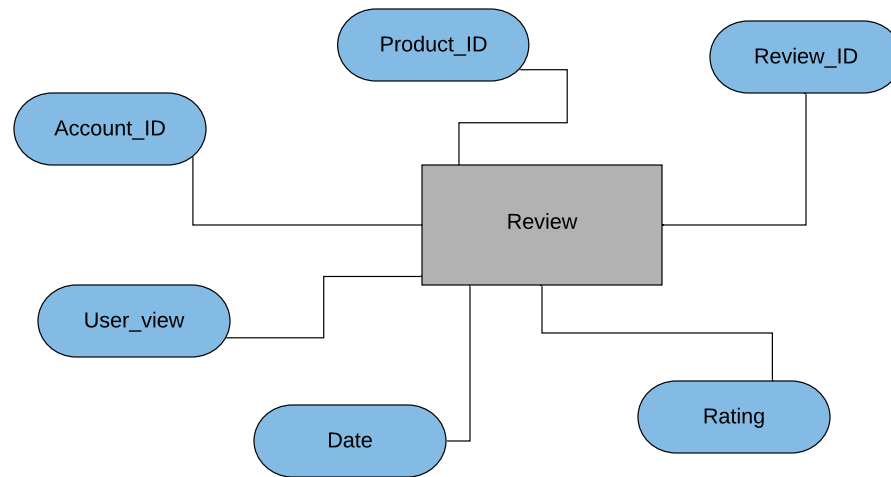 Product_ID
Review_ID
Account_ID
Review
User_view
Rating
Date